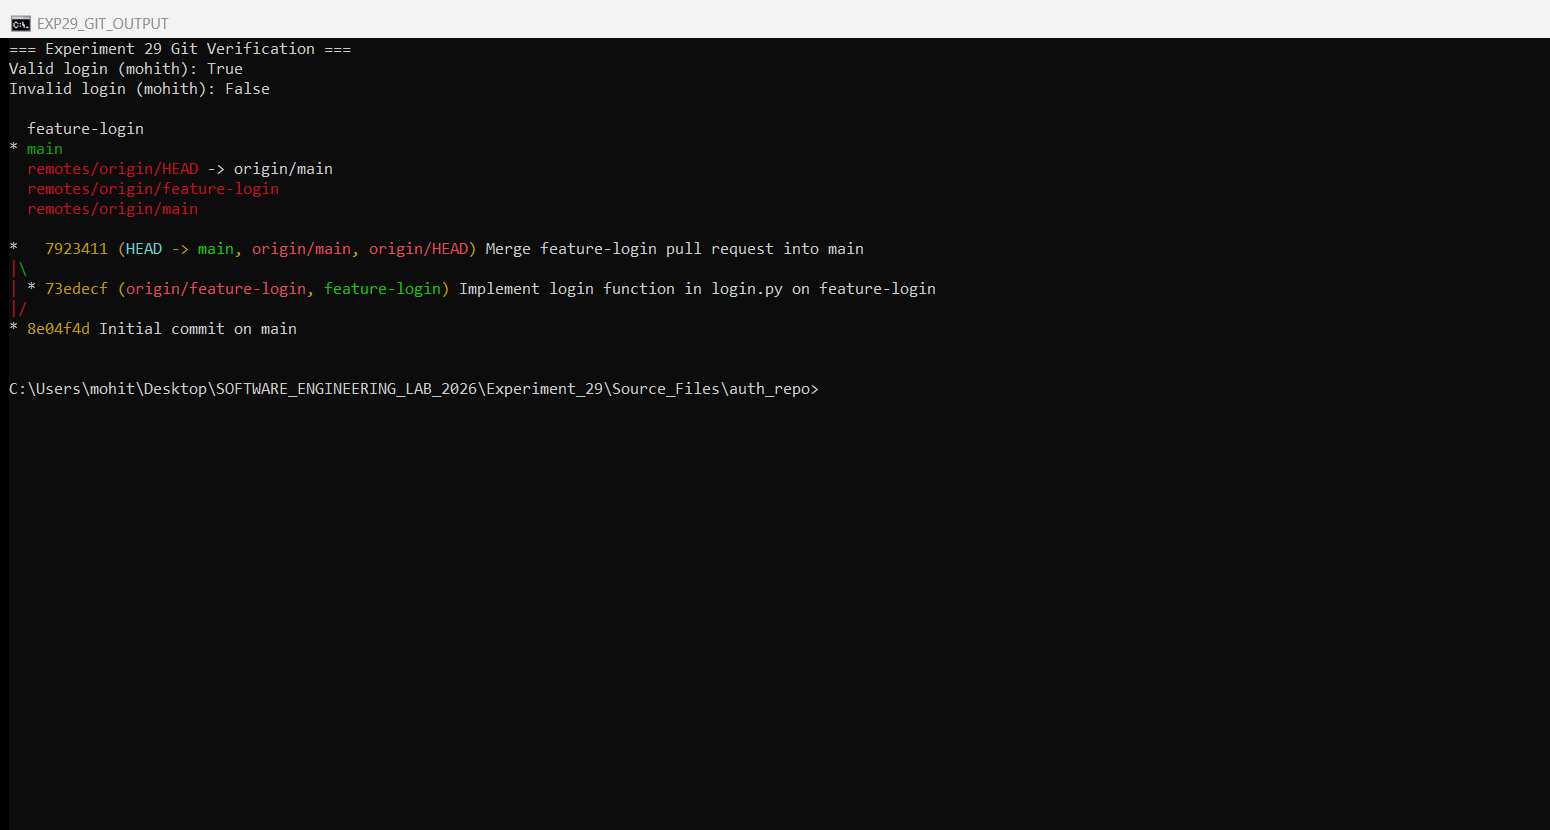 EXP29_GIT_OUTPUT
=== Experiment 29 Git Verification ===
Valid login (mohith): True
Invalid login (mohith): False
  feature-login
* main
  remotes/origin/HEAD -> origin/main
  remotes/origin/feature-login
  remotes/origin/main
*   7923411 (HEAD -> main, origin/main, origin/HEAD) Merge feature-login pull request into main
|\
| * 73edecf (origin/feature-login, feature-login) Implement login function in login.py on feature-login
|/
* 8e04f4d Initial commit on main
C:\Users\mohit\Desktop\SOFTWARE_ENGINEERING_LAB_2026\Experiment_29\Source_Files\auth_repo>